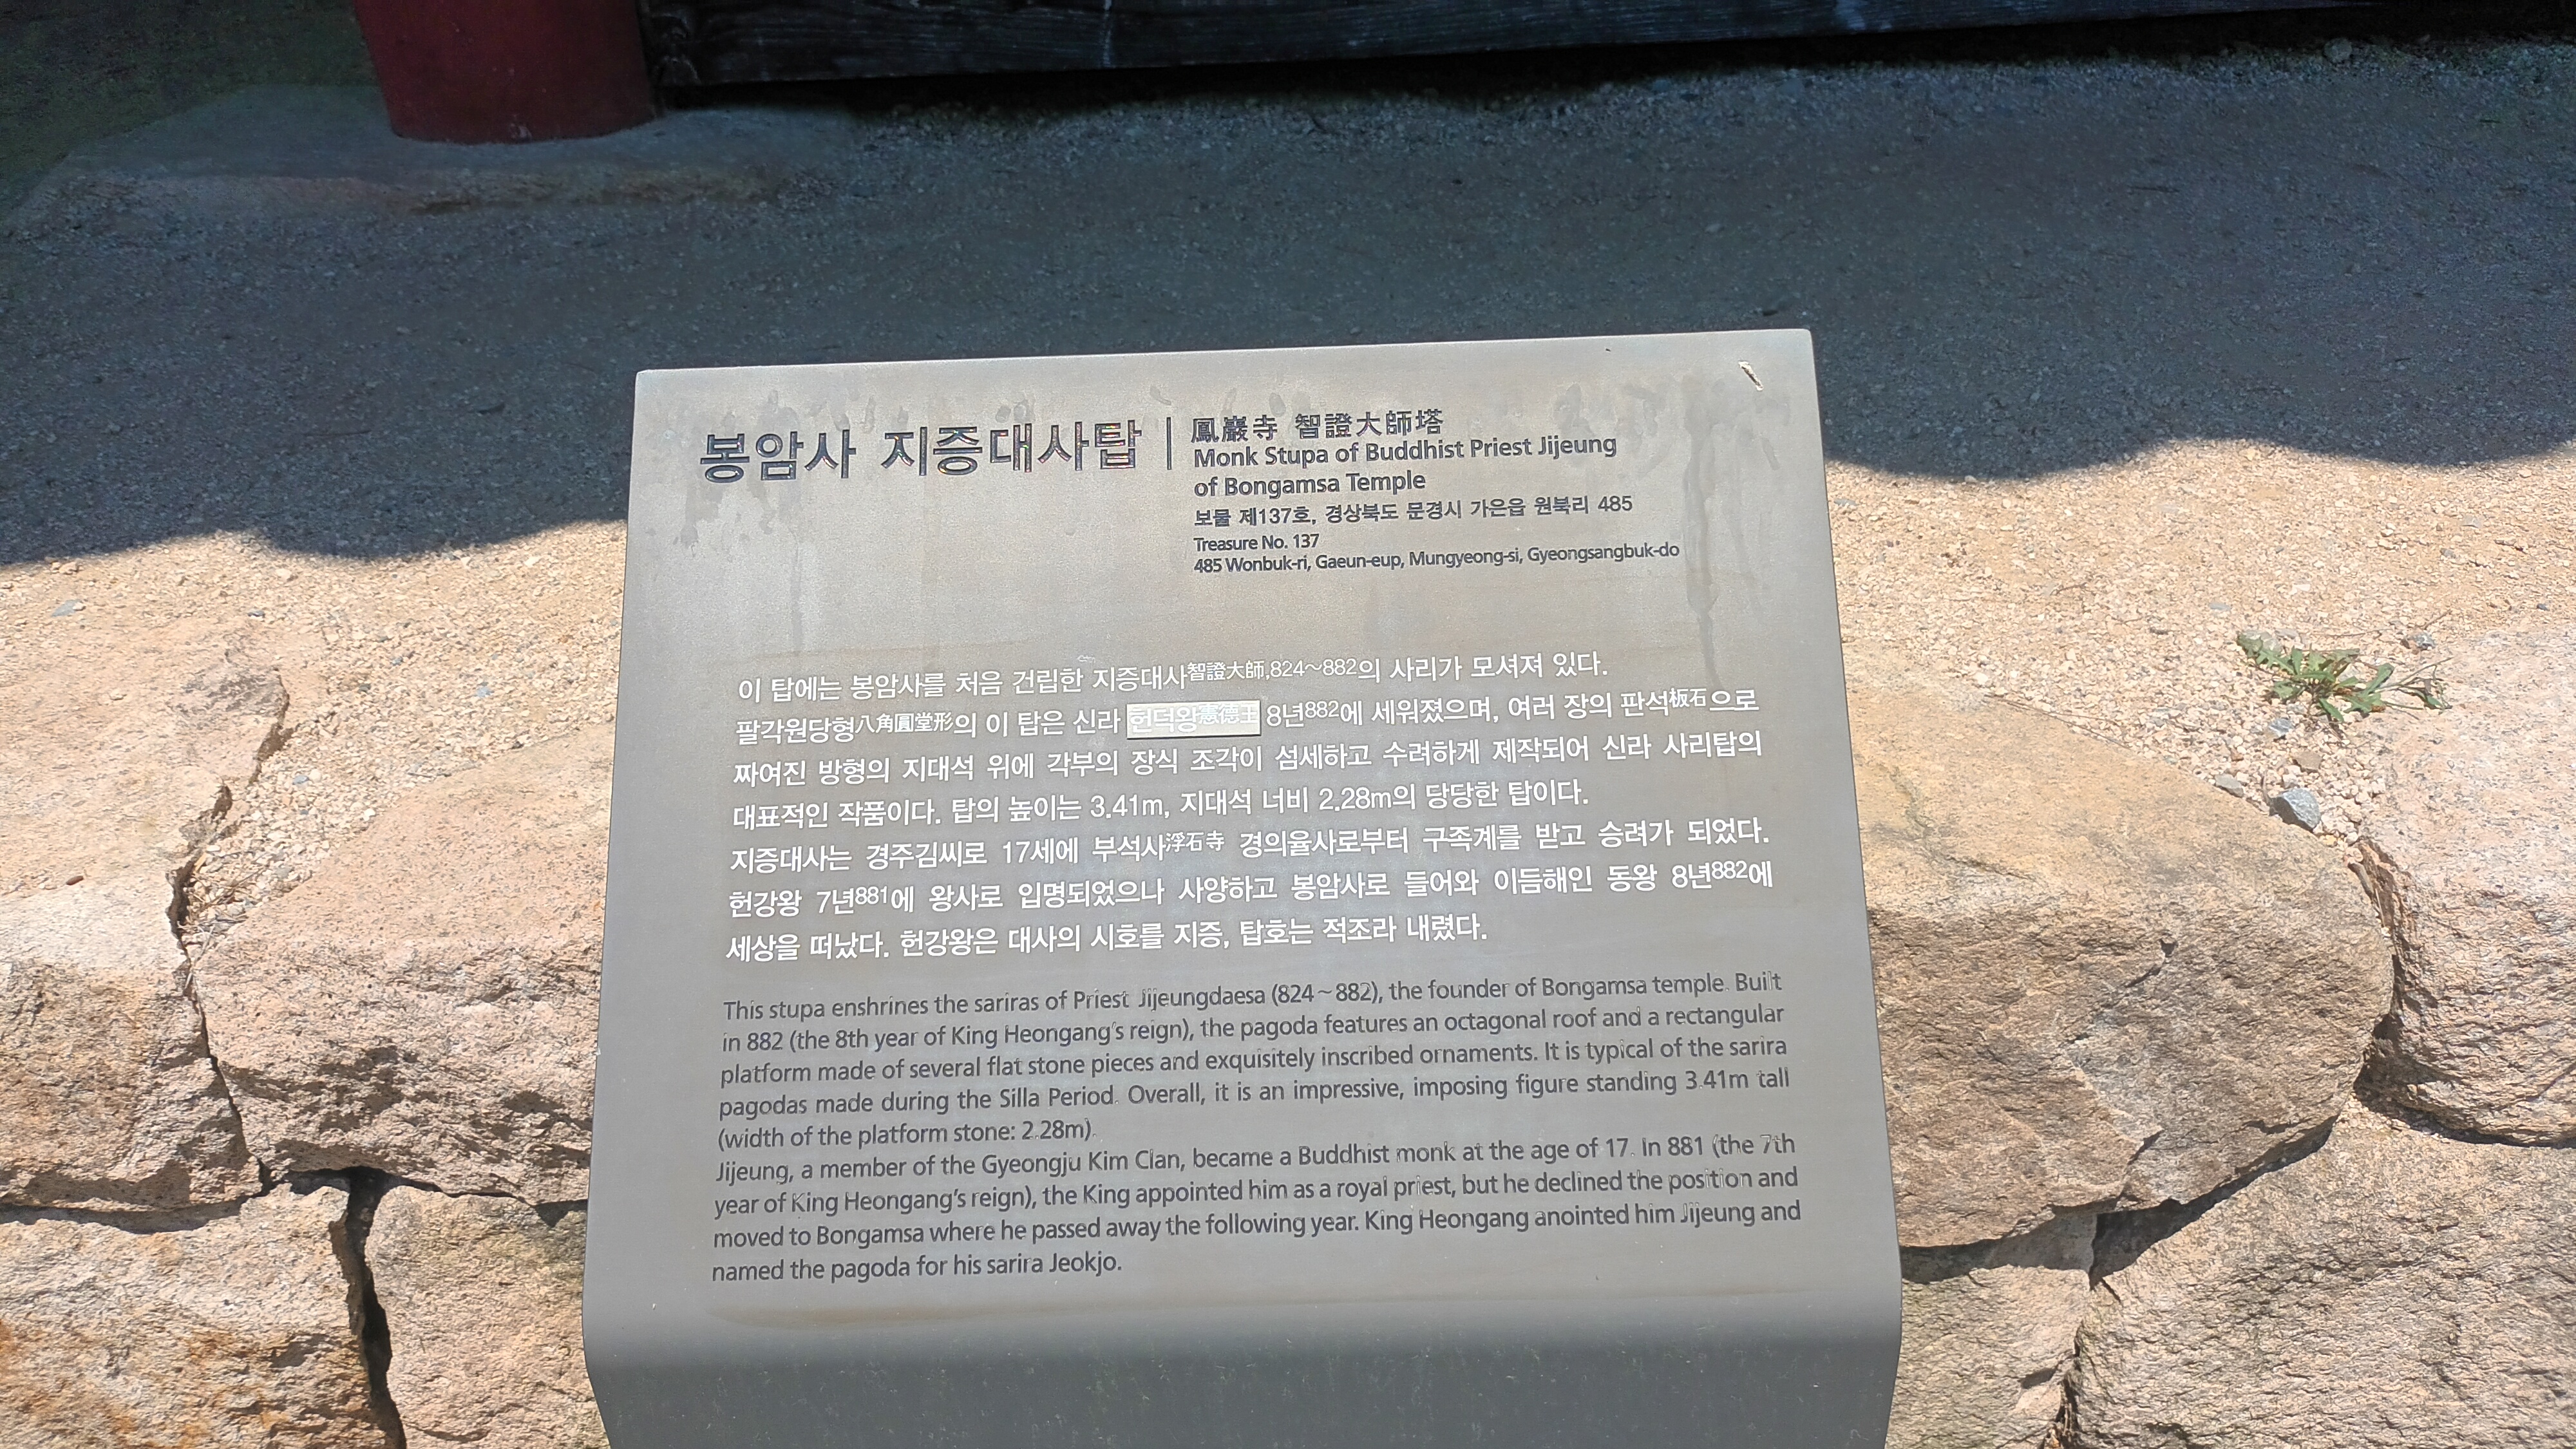 봉암사 지증대사탑
鳳巖寺 智證大師塔
Monk Stupa of Buddhist Priest Jijeung
of Bongamsa Temple
보물 제137호, 경상북도 문경시 가은읍 원북리 485
Treasure No. 137
485 Wonbuk-ri, Gaeun-eup, Mungyeong-si, Gyeongsangbuk-do
이 탑에는 봉암사를 처음 건립한 지증대사智證大師,824~882의 사리가 모셔져 있다.
팔각원당형八角圓堂形의 이 탑은 신라 헌덕왕憲德王 8년882에 세워졌으며, 여러 장의 판석板石으로
짜여진 방형의 지대석 위에 각부의 장식 조각이 섬세하고 수려하게 제작되어 신라 사리탑의
대표적인 작품이다. 탑의 높이는 3.41m, 지대석 너비 2.28m의 당당한 탑이다.
지증대사는 경주김씨로 17세에 부석사浮石寺 경의율사로부터 구족계를 받고 승려가 되었다.
헌강왕 7년881에 왕사로 입명되었으나 사양하고 봉암사로 들어와 이듬해인 동왕 8년882에
세상을 떠났다. 헌강왕은 대사의 시호를 지증, 탑호는 적조라 내렸다.
This stupa enshrines the sariras of Priest Jijeungdaesa (824~882), the founder of Bongamsa temple. Built
in 882 (the 8th year of King Heongang's reign), the pagoda features an octagonal roof and a rectangular
platform made of several flat stone pieces and exquisitely inscribed ornaments. It is typical of the sarira
pagodas made during the Silla Period. Overall, it is an impressive, imposing figure standing 3.41m tall
(width of the platform stone: 2.28m).
Jijeung, a member of the Gyeongju Kim Clan, became a Buddhist monk at the age of 17. In 881 (the 7th
year of King Heongang's reign), the King appointed him as a royal priest, but he declined the position and
moved to Bongamsa where he passed away the following year. King Heongang anointed him Jijeung and
named the pagoda for his sarira Jeokjo.